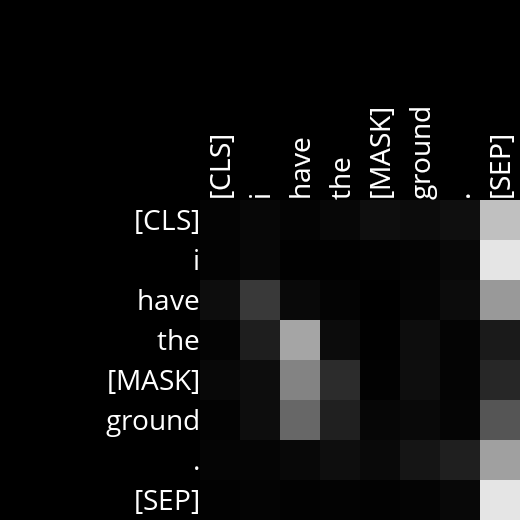 [CLS] i have the [MASK] ground . [SEP]
[CLS]
i
have
the
[MASK]
ground
.
[SEP]